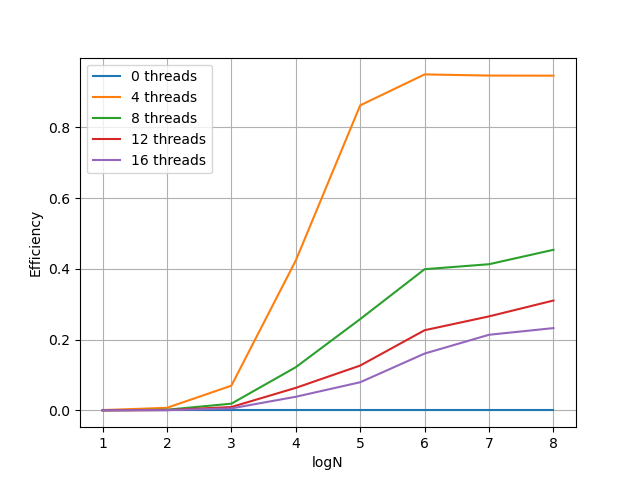 0 threads
4 threads
8 threads
12 threads
16 threads
Efficiency
0.8
0.6
0.4
0.2
0.0
1 2 3 4 5 6 7 8
logN